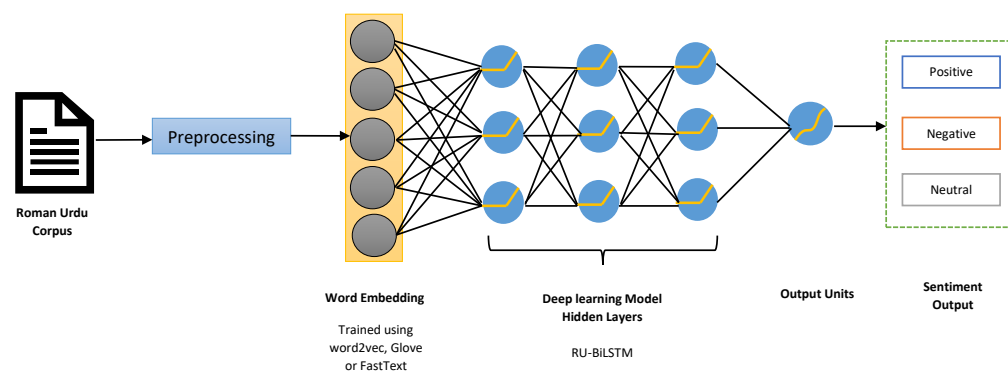 Preprocessing
Roman Urdu
Corpus
Word Embedding
Trained using
word2vec, Glove
or FastText
Deep learning Model
Hidden Layers
RU-BiLSTM
Output Units
Positive
Negative
Neutral
Sentiment
Output